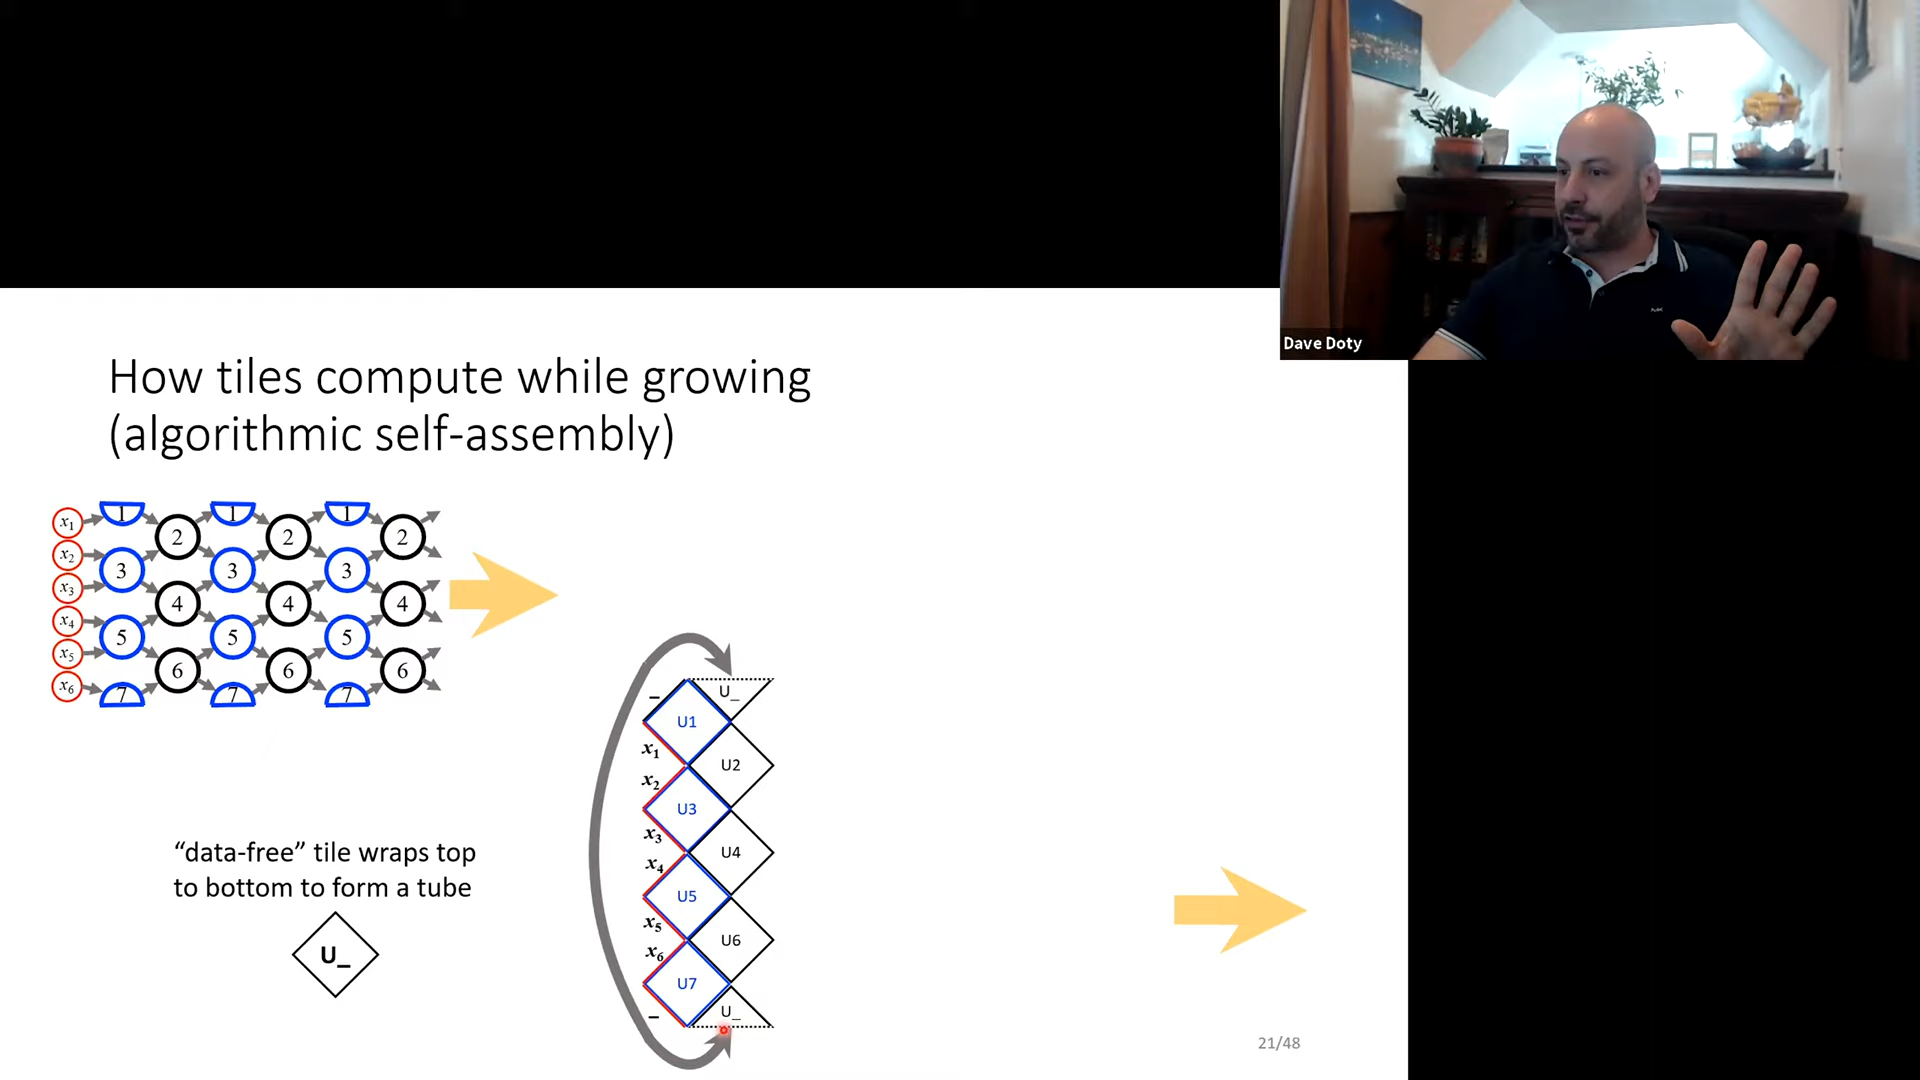 Dave Doty
How tiles compute while growing
(algorithmic self-assembly)
x1 1 1 1
2 2 2
x2
3 3 3
x3
4 4 4
x4
5 5 5
x5
6 6 6
x6 7 7 7
“data-free” tile wraps top
to bottom to form a tube
U_
– U_
U1
x1
U2
x2
U3
x3
U4
x4
U5
x5
U6
x6
U7
U_
–
21/48